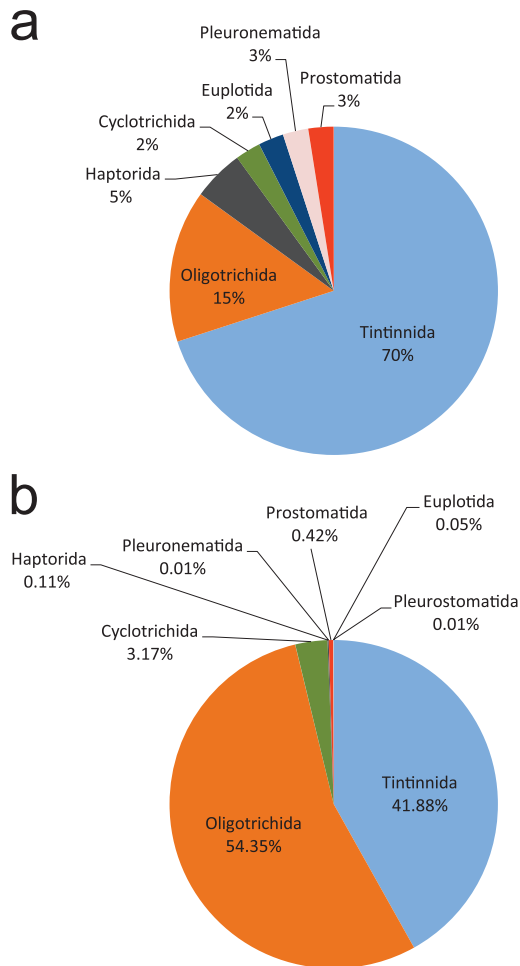 a
Pleuronematida
3%
Prostomatida
3%
Euplotida
2%
Cyclotrichida
2%
Haptorida
5%
Oligotrichida
15%
Tintinnida
70%
b
Euplotida
0.05%
Prostomatida
0.42%
Pleuronematida
0.01%
Haptorida
0.11%
Pleurostomatida
0.01%
Cyclotrichida
3.17%
Tintinnida
41.88%
Oligotrichida
54.35%